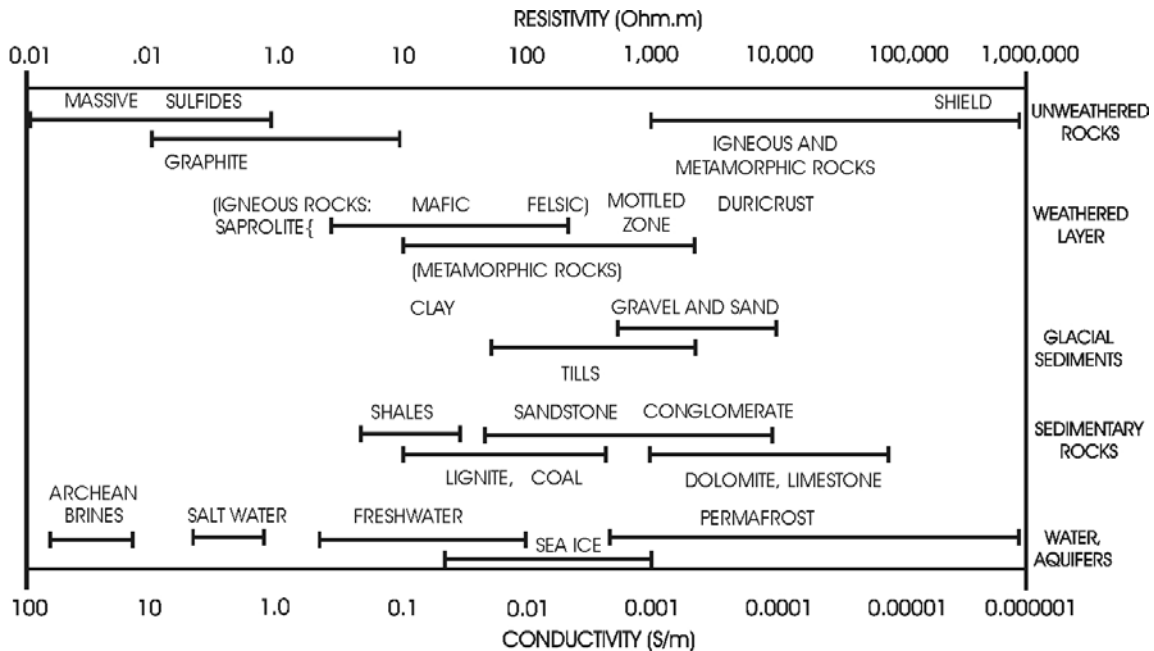 RESISTIVITY (Ohm.m)
0.01 .01 1.0 10 100 1,000 10,000 100,000 1,000,000
MASSIVE SULFIDES
SHIELD
UNWEATHERED
ROCKS
GRAPHITE
IGNEOUS AND
METAMORPHIC ROCKS
(IGNEOUS ROCKS: MAFIC FELSIC)
SAPROLITE{
MOTTLED
ZONE
DURICRUST
WEATHERED
LAYER
(METAMORPHIC ROCKS)
CLAY
GRAVEL AND SAND
GLACIAL
SEDIMENTS
TILLS
SHALES
SANDSTONE
CONGLOMERATE
SEDIMENTARY
ROCKS
LIGNITE, COAL
DOLOMITE, LIMESTONE
ARCHEAN
BRINES
SALT WATER
FRESHWATER
PERMAFROST
SEA ICE
WATER,
AQUIFERS
100 10 1.0 0.1 0.01 0.001 0.0001 0.00001 0.000001
CONDUCTIVITY (S/m)